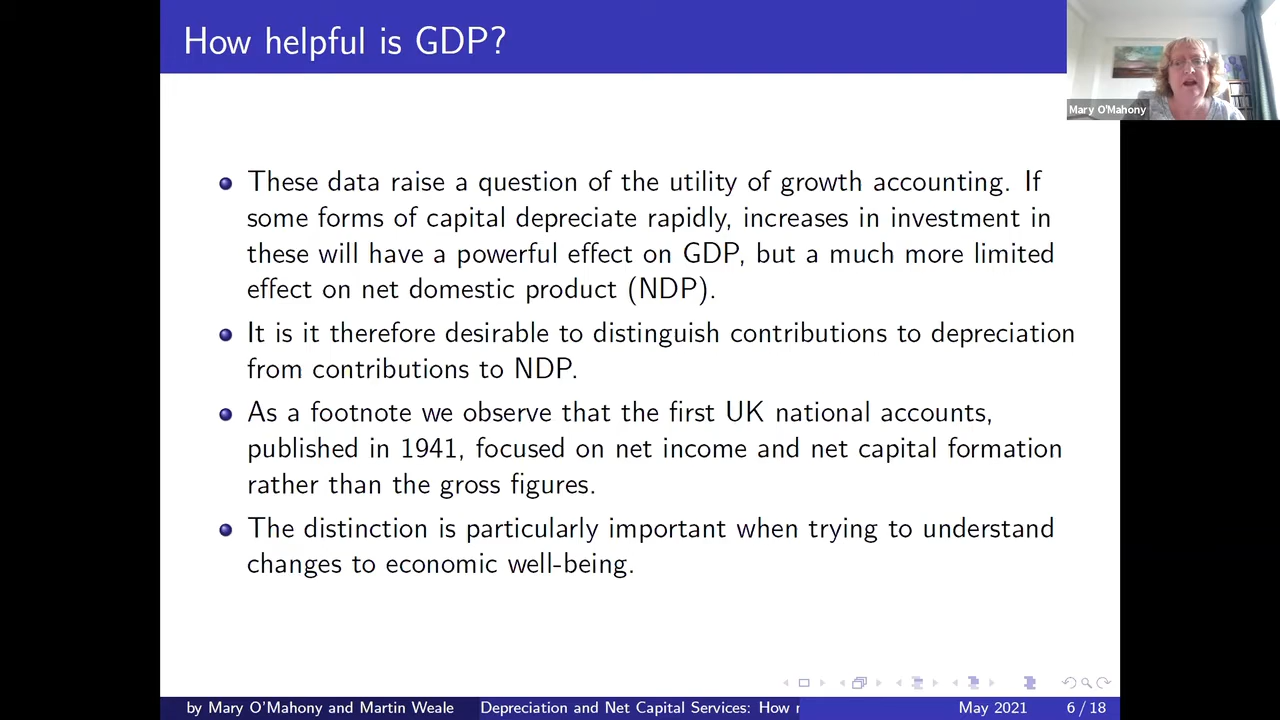 How helpful is GDP?
Mary O'Mahony
These data raise a question of the utility of growth accounting. If
some forms of capital depreciate rapidly, increases in investment in
these will have a powerful effect on GDP, but a much more limited
effect on net domestic product (NDP).
It is it therefore desirable to distinguish contributions to depreciation
from contributions to NDP.
As a footnote we observe that the first UK national accounts,
published in 1941, focused on net income and net capital formation
rather than the gross figures.
The distinction is particularly important when trying to understand
changes to economic well-being.
by Mary O'Mahony and Martin Weale Depreciation and Net Capital Services: How May 2021 6 / 18